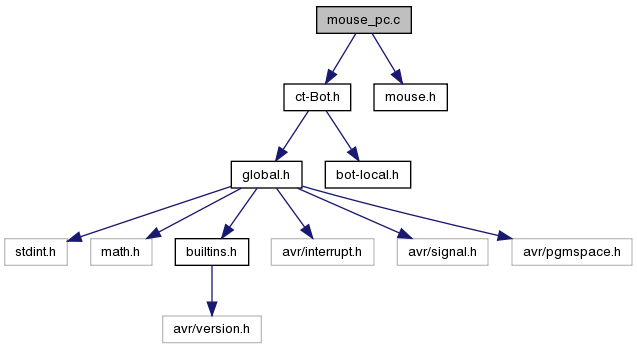 mouse_pc.c
ct-Bot.h
mouse.h
global.h
bot-local.h
stdint.h
math.h
builtins.h
avr/interrupt.h
avr/signal.h
avr/pgmspace.h
avr/version.h